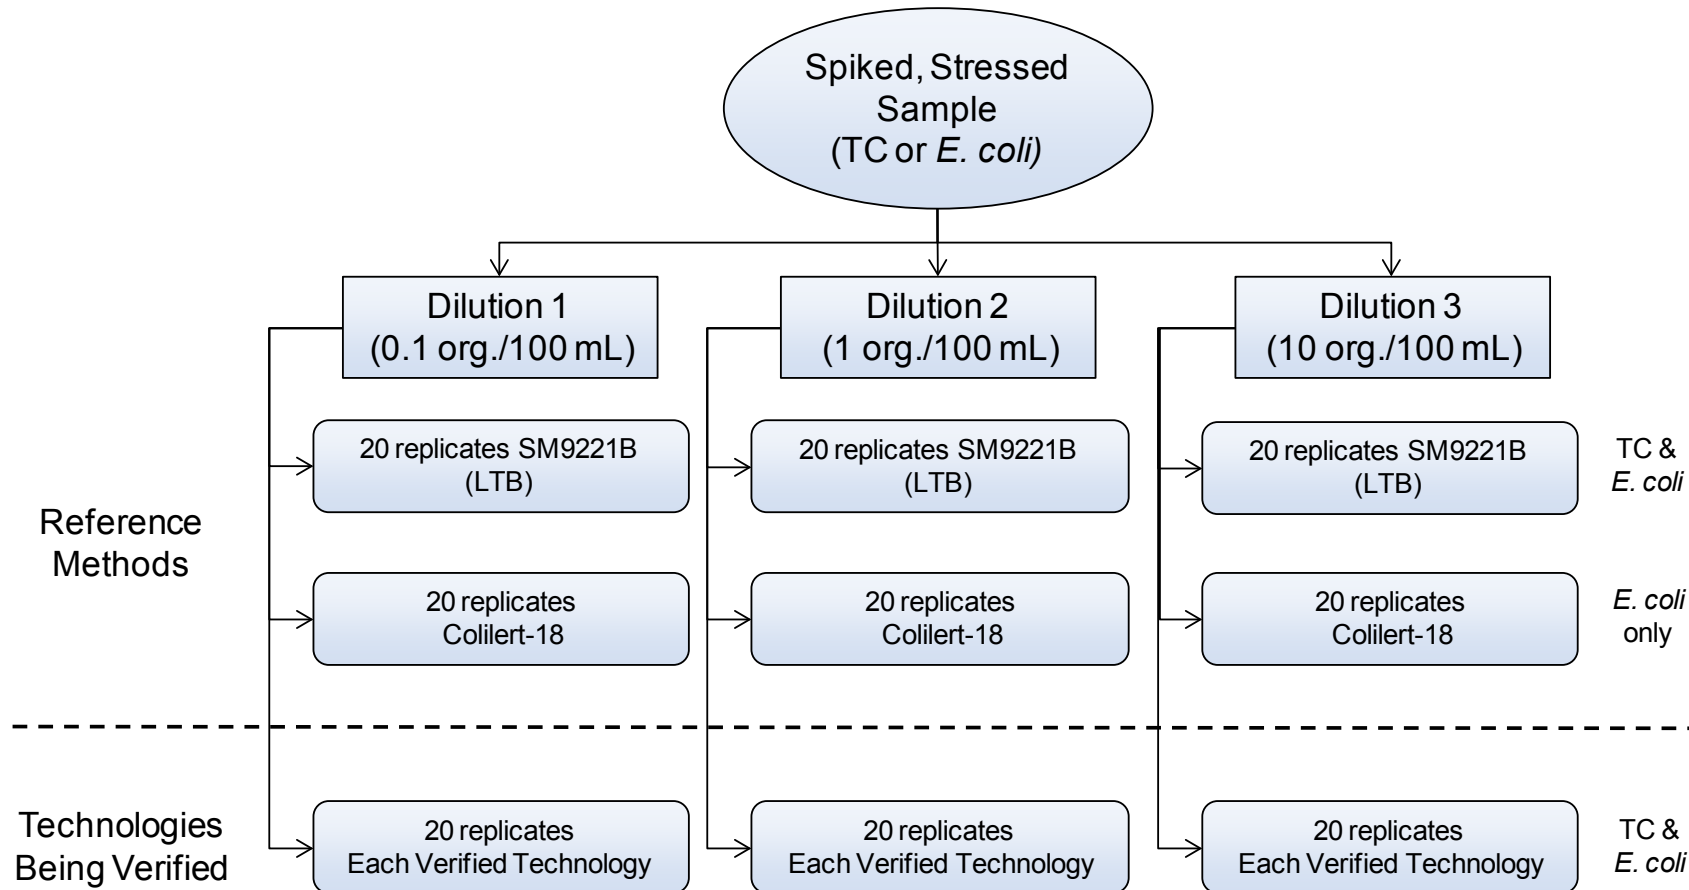 Spiked, Stressed
Sample
(TC or E. coli)
Dilution 1
(0.1 org./100 mL)
Dilution 2
(1 org./100 mL)
Dilution 3
(10 org./100 mL)
Reference
Methods
20 replicates SM9221B
(LTB)
20 replicates SM9221B
(LTB)
20 replicates SM9221B
(LTB)
TC &
E. coli
20 replicates
Colilert-18
20 replicates
Colilert-18
20 replicates
Colilert-18
E. coli
only
Technologies
Being Verified
20 replicates
Each Verified Technology
20 replicates
Each Verified Technology
20 replicates
Each Verified Technology
TC &
E. coli